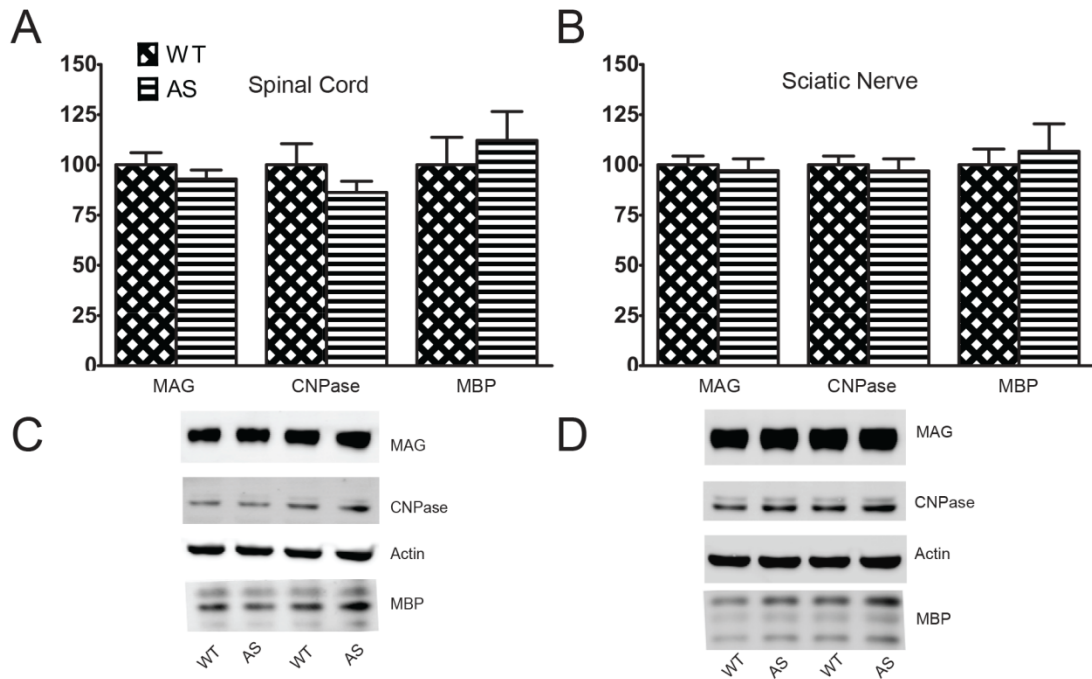 A
B
WT
AS
Spinal Cord
150
125
100
75
50
25
0
MAG
CNPase
MBP
Sciatic Nerve
150
125
100
75
50
25
0
MAG
CNPase
MBP
C
MAG
CNPase
Actin
MBP
WT
AS
WT
AS
D
MAG
CNPase
Actin
MBP
WT
AS
WT
AS